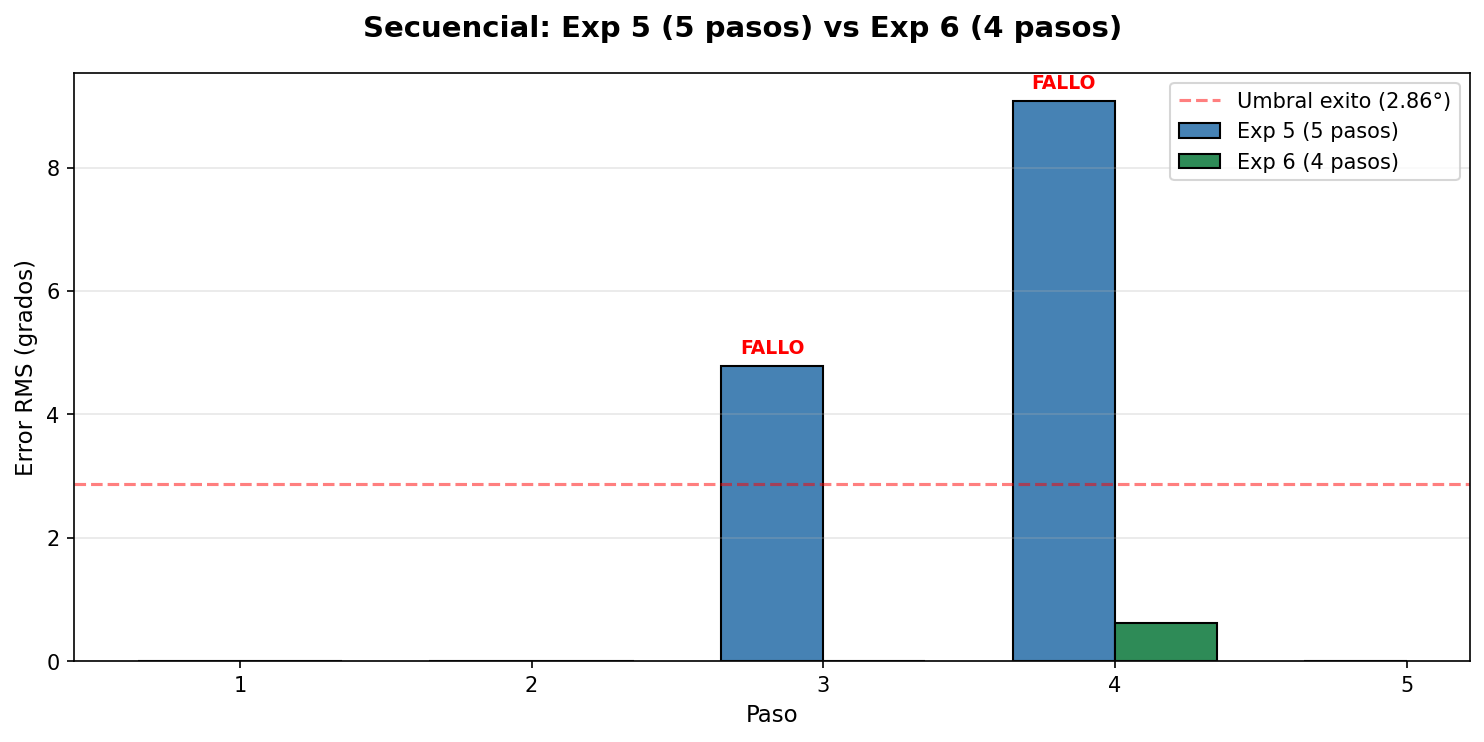 Secuencial: Exp 5 (5 pasos) vs Exp 6 (4 pasos)
FALLO
Umbral exito (2.86°)
Exp 5 (5 pasos)
Exp 6 (4 pasos)
8
6
FALLO
4
2
0
Error RMS (grados)
1 2 3 4 5
Paso